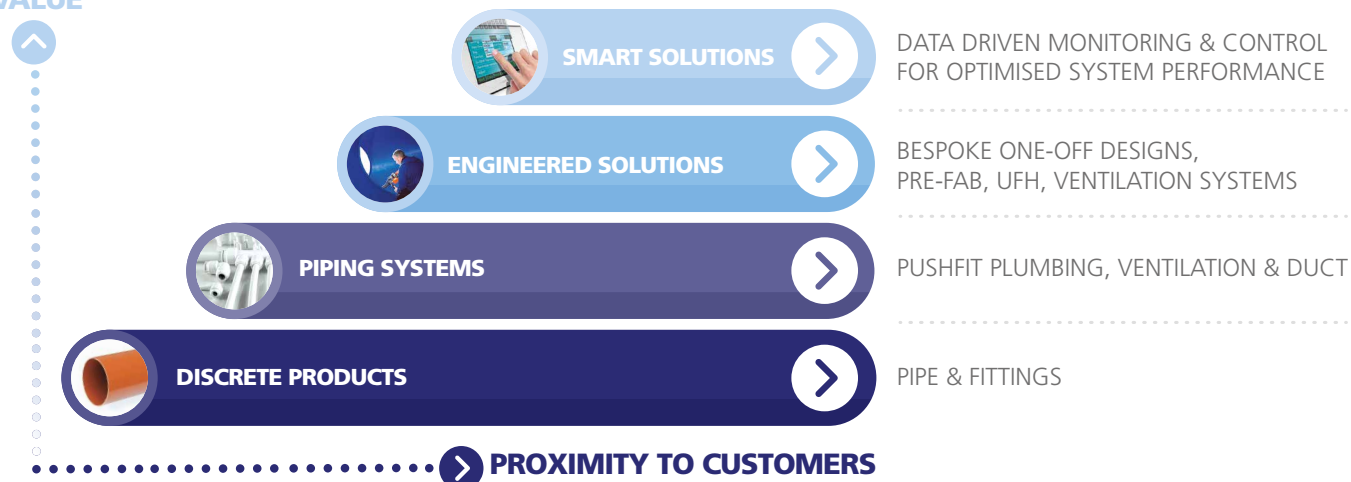 VALUE
SMART SOLUTIONS
DATA DRIVEN MONITORING & CONTROL
FOR OPTIMISED SYSTEM PERFORMANCE
ENGINEERED SOLUTIONS
BESPOKE ONE-OFF DESIGNS,
PRE-FAB, UFH, VENTILATION SYSTEMS
PIPING SYSTEMS
PUSHFIT PLUMBING, VENTILATION & DUCT
DISCRETE PRODUCTS
PIPE & FITTINGS
PROXIMITY TO CUSTOMERS